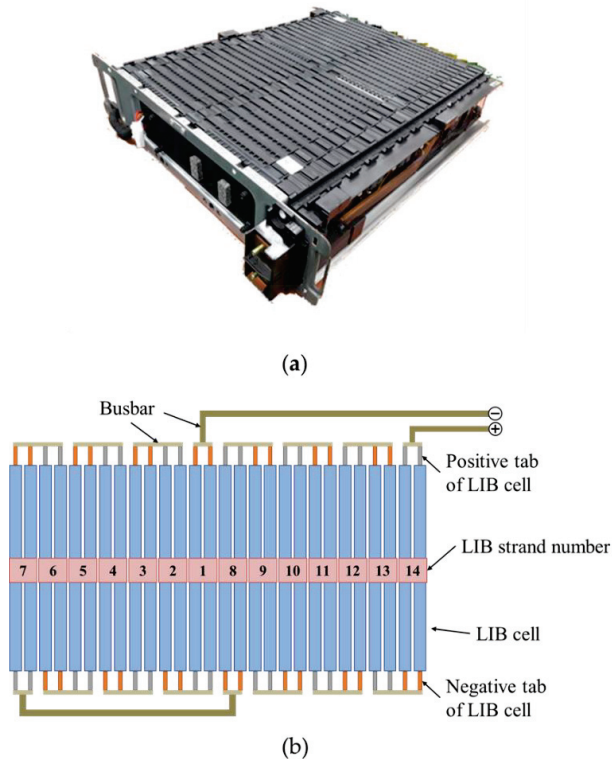 (a)
Busbar
−
+
Positive tab
of LIB cell
LIB strand number
7 6 5 4 3 2 1 8 9 10 11 12 13 14
LIB cell
Negative tab
of LIB cell
(b)